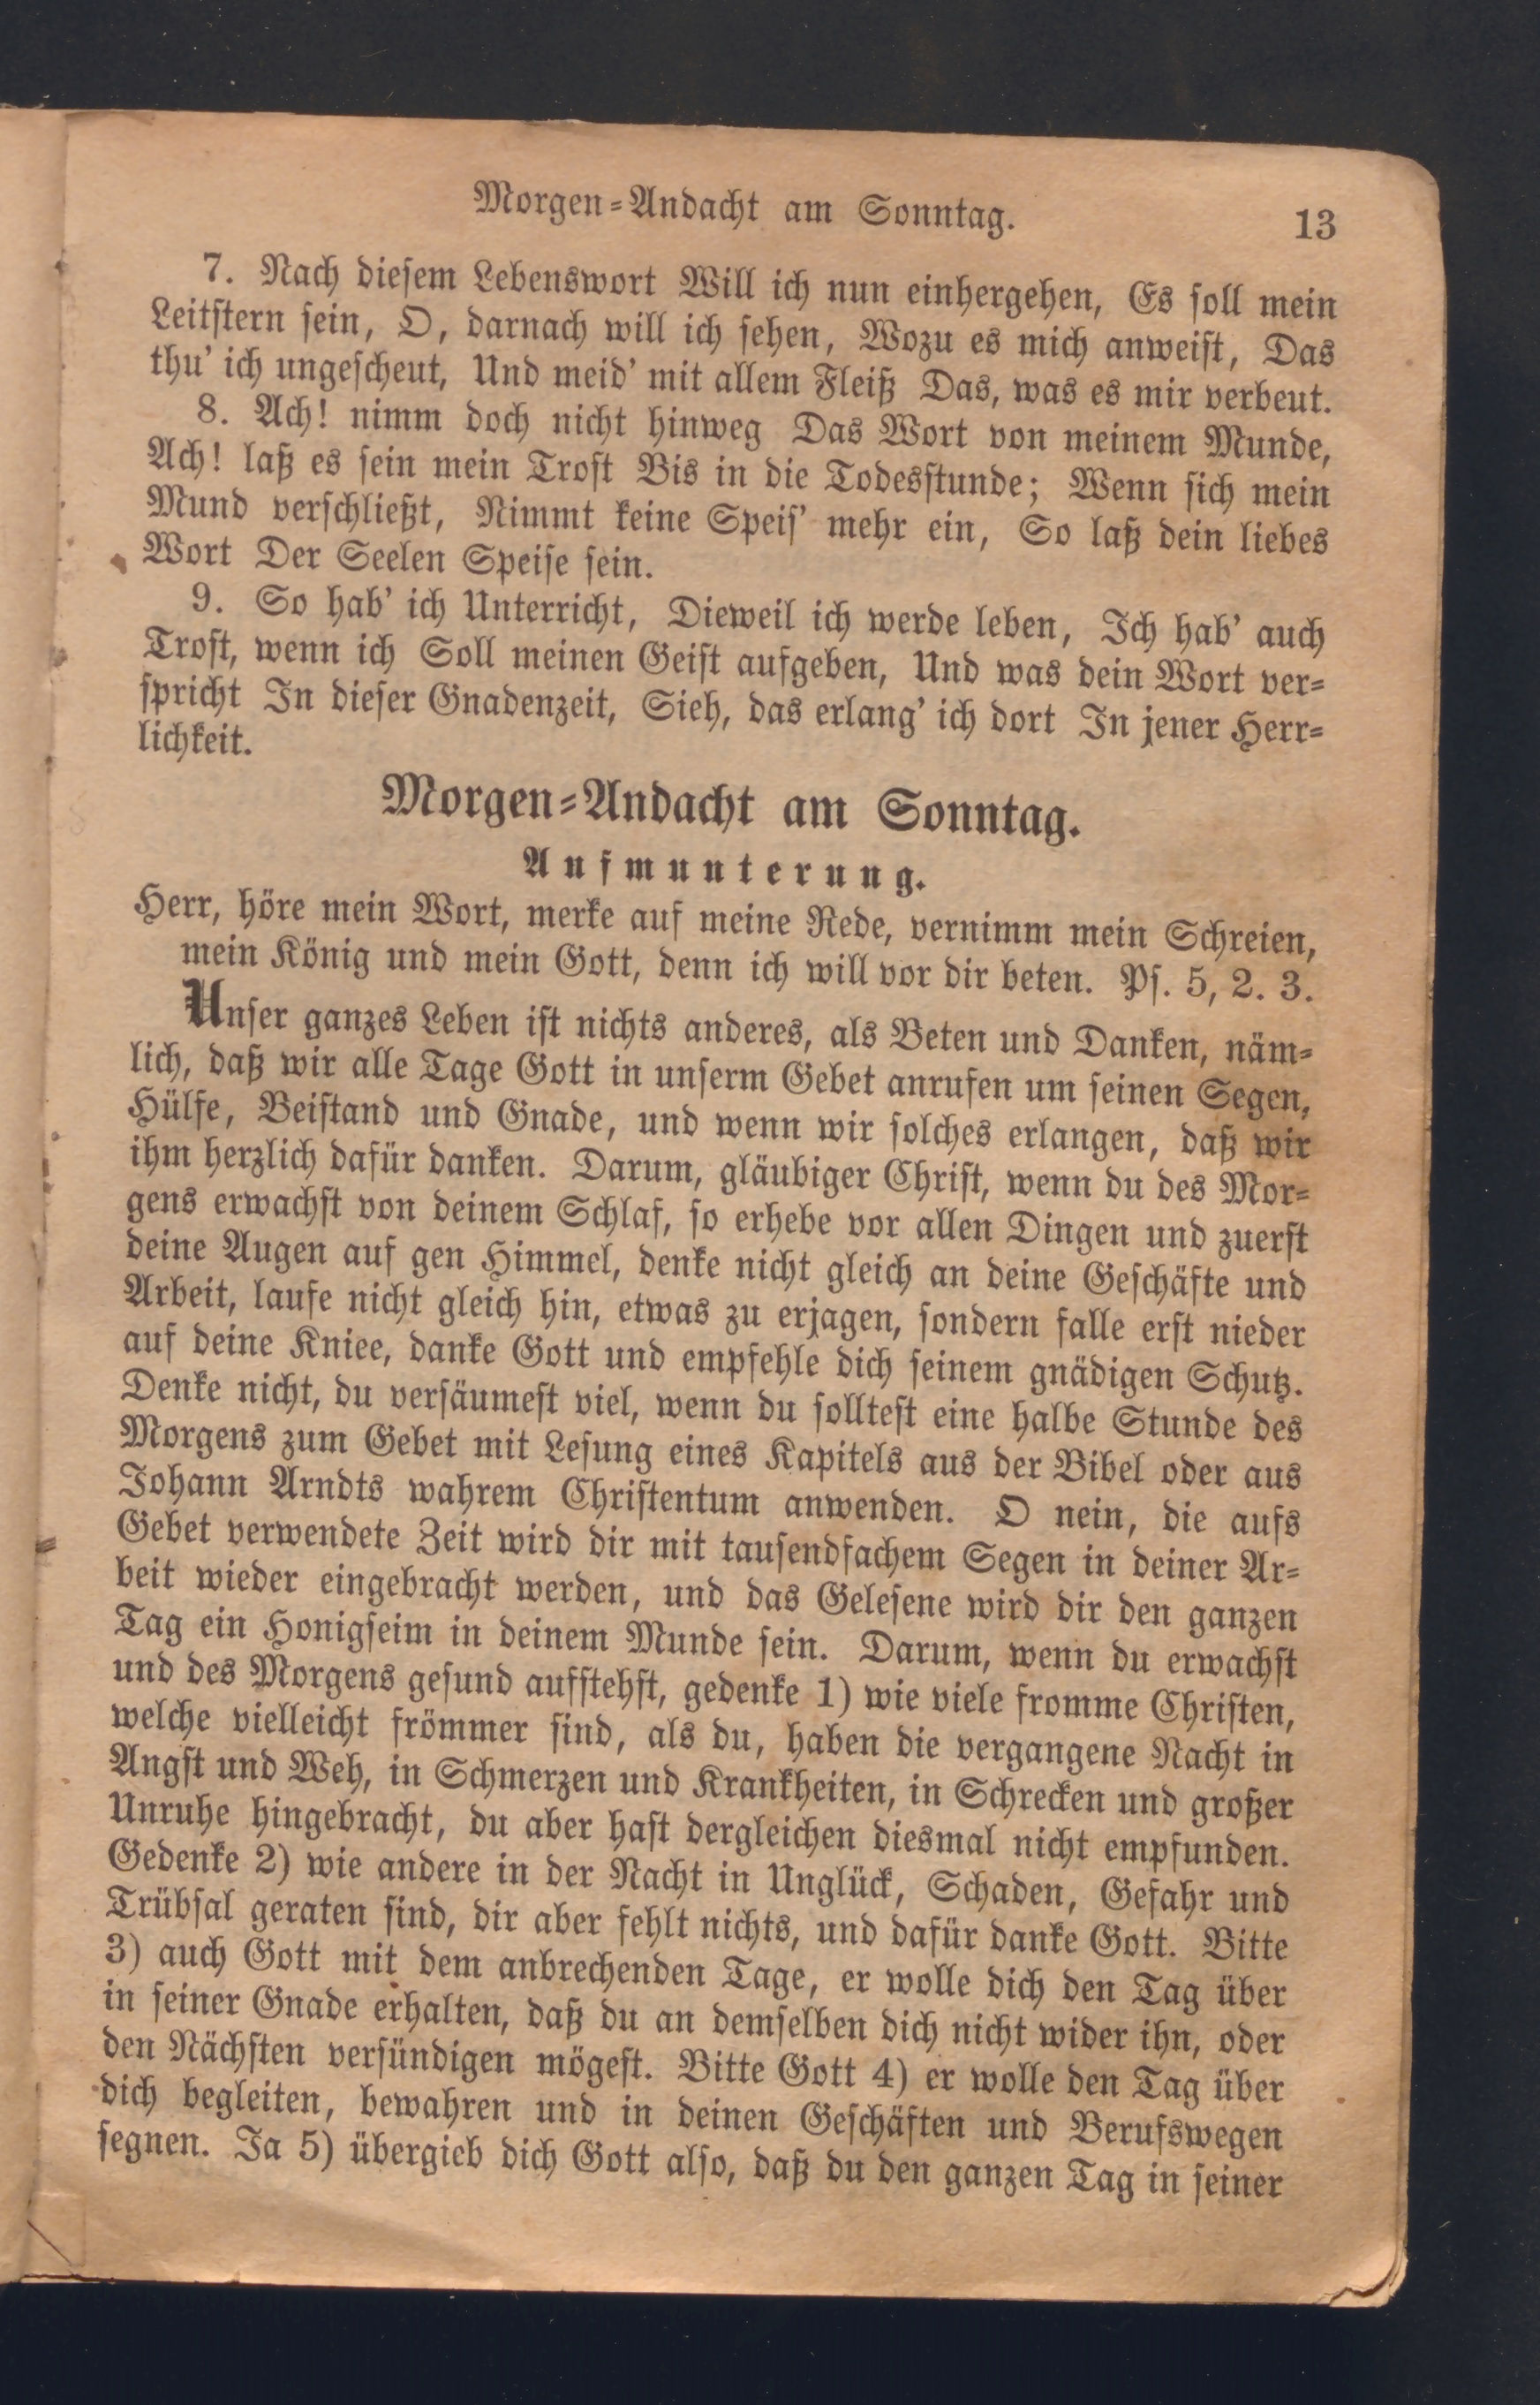 Morgen-Andacht am Sonntag. 13
7. Nach diesem Lebenswort Will ich nun einhergehen, Es soll mein
Leitstern sein, O, darnach will ich sehen, Wozu es mich anweist, Das
thu' ich ungescheut, Und meid' mit allem Fleiß Das, was es mir verbeut.
8. Ach! nimm doch nicht hinweg Das Wort von meinem Munde,
Ach! laß es sein mein Trost Bis in die Todesstunde; Wenn sich mein
Mund verschließt, Nimmt keine Speis' mehr ein, So laß dein liebes
Wort Der Seelen Speise sein.
9. So hab' ich Unterricht, Dieweil ich werde leben, Ich hab' auch
Trost, wenn ich Soll meinen Geist aufgeben, Und was dein Wort ver-
spricht In dieser Gnadenzeit, Sieh, das erlang' ich dort In jener Herr-
lichkeit.
Morgen-Andacht am Sonntag.
Aufmunterung.
Herr, höre mein Wort, merke auf meine Rede, vernimm mein Schreien,
mein König und mein Gott, denn ich will vor dir beten. Ps. 5, 2. 3.
Unser ganzes Leben ist nichts anderes, als Beten und Danken, näm-
lich, daß wir alle Tage Gott in unserm Gebet anrufen um seinen Segen,
Hülfe, Beistand und Gnade, und wenn wir solches erlangen, daß wir
ihm herzlich dafür danken. Darum, gläubiger Christ, wenn du des Mor-
gens erwachst von deinem Schlaf, so erhebe vor allen Dingen und zuerst
deine Augen auf gen Himmel, denke nicht gleich an deine Geschäfte und
Arbeit, laufe nicht gleich hin, etwas zu erjagen, sondern falle erst nieder
auf deine Kniee, danke Gott und empfehle dich seinem gnädigen Schutz.
Denke nicht, du versäumest viel, wenn du solltest eine halbe Stunde des
Morgens zum Gebet mit Lesung eines Kapitels aus der Bibel oder aus
Johann Arndts wahrem Christentum anwenden. O nein, die aufs
Gebet verwendete Zeit wird dir mit tausendfachem Segen in deiner Ar-
beit wieder eingebracht werden, und das Gelesene wird dir den ganzen
Tag ein Honigseim in deinem Munde sein. Darum, wenn du erwachst
und des Morgens gesund aufstehst, gedenke 1) wie viele fromme Christen,
welche vielleicht frömmer sind, als du, haben die vergangene Nacht in
Angst und Weh, in Schmerzen und Krankheiten, in Schrecken und großer
Unruhe hingebracht, du aber hast dergleichen diesmal nicht empfunden.
Gedenke 2) wie andere in der Nacht in Unglück, Schaden, Gefahr und
Trübsal geraten sind, dir aber fehlt nichts, und dafür danke Gott. Bitte
3) auch Gott mit dem anbrechenden Tage, er wolle dich den Tag über
in seiner Gnade erhalten, daß du an demselben dich nicht wider ihn, oder
den Nächsten versündigen mögest. Bitte Gott 4) er wolle den Tag über
dich begleiten, bewahren und in deinen Geschäften und Berufswegen
segnen. Ja 5) übergieb dich Gott also, daß du den ganzen Tag in seiner